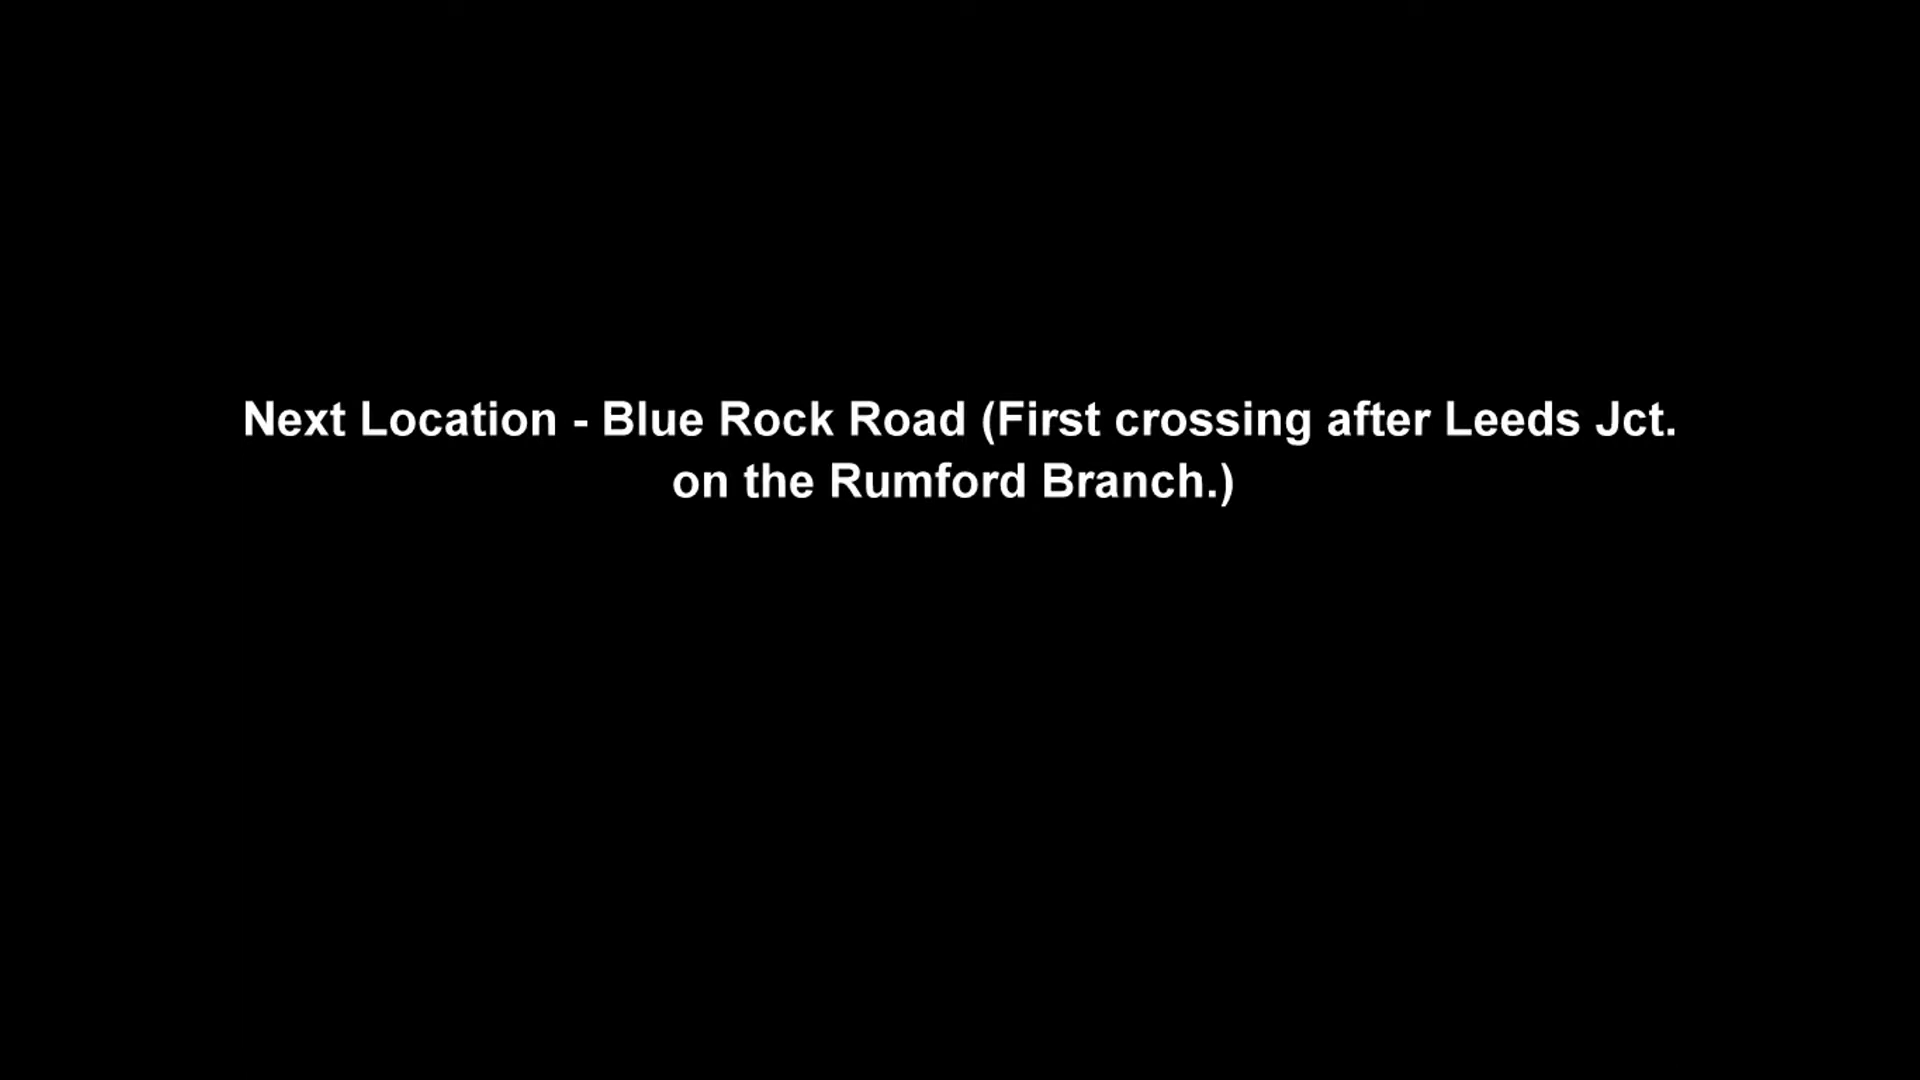 Next Location - Blue Rock Road (First crossing after Leeds Jct.
on the Rumford Branch.)